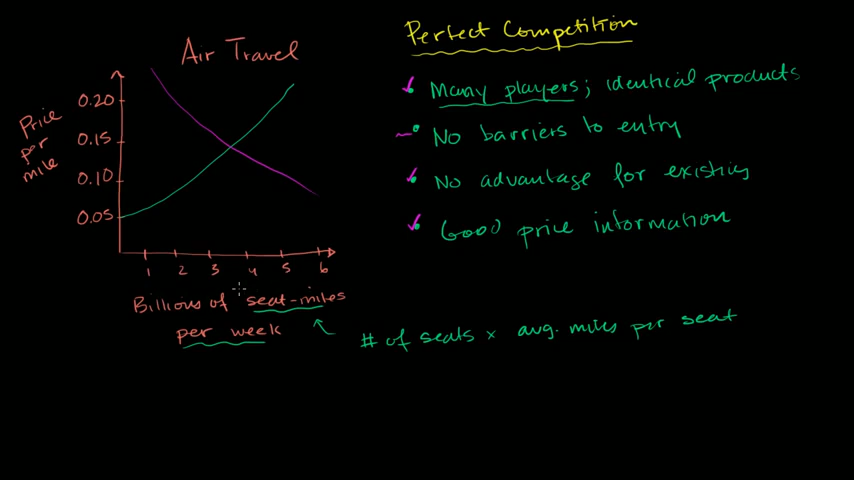 Air Travel
Price
per
mile
0.20
0.15
0.10
0.05
1 2 3 4 5 6
Billions of seat-miles
per week
Perfect Competition
Many players; identical products
No barriers to entry
No advantage for existing
Good price information
# of seats x avg. miles per seat